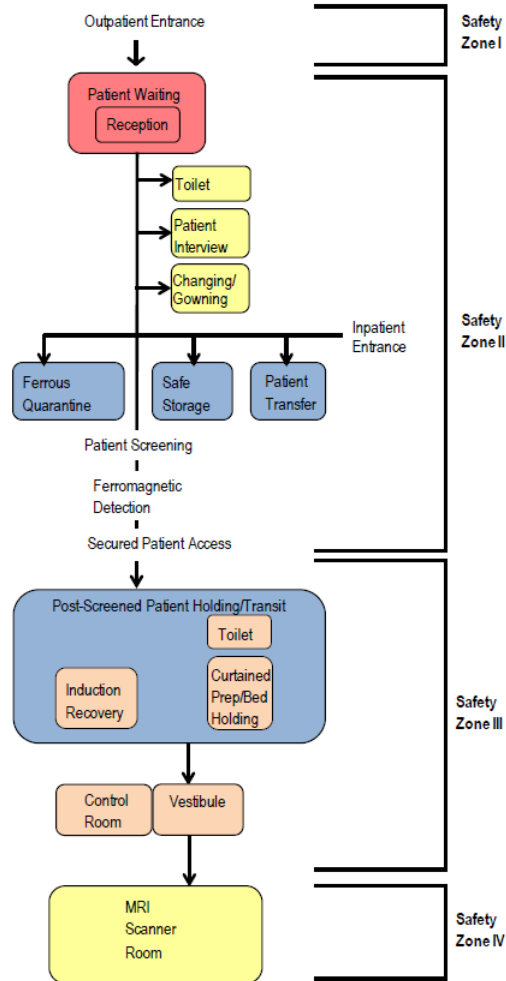 Outpatient Entrance
Safety
Zone I
Patient Waiting
Reception
Toilet
Patient
Interview
Changing/
Gowning
Inpatient
Entrance
Safety
Zone II
Ferrous
Quarantine
Safe
Storage
Patient
Transfer
Patient Screening
Ferromagnetic
Detection
Secured Patient Access
Post-Screened Patient Holding/Transit
Toilet
Induction
Recovery
Curtained
Prep/Bed
Holding
Safety
Zone III
Control
Room
Vestibule
MRI
Scanner
Room
Safety
Zone IV